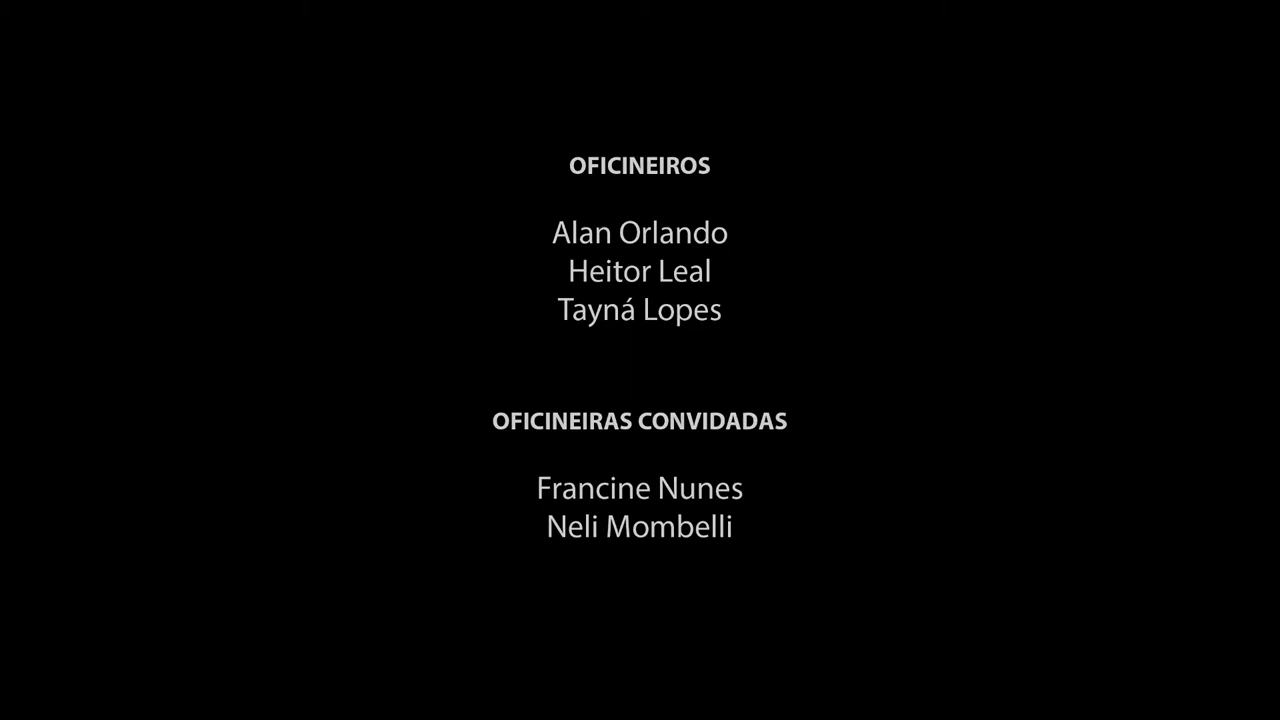 OFICINEIROS
Alan Orlando
Heitor Leal
Tayná Lopes
OFICINEIRAS CONVIDADAS
Francine Nunes
Neli Mombelli